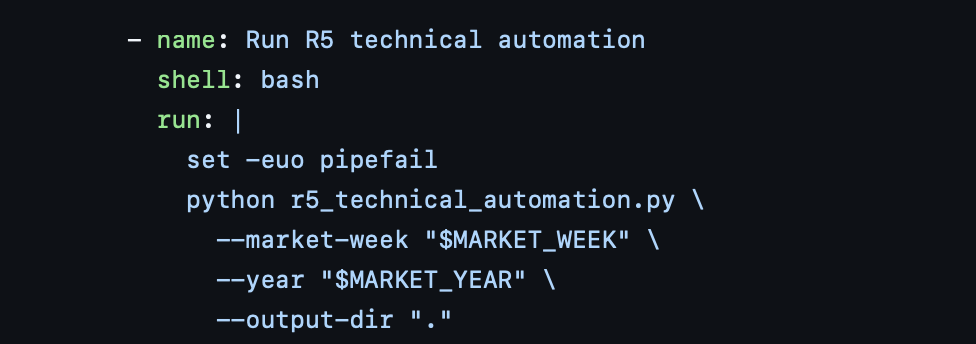 - name: Run R5 technical automation
shell: bash
run: |
set -euo pipefail
python r5_technical_automation.py \
--market-week "$MARKET_WEEK" \
--year "$MARKET_YEAR" \
--output-dir "."